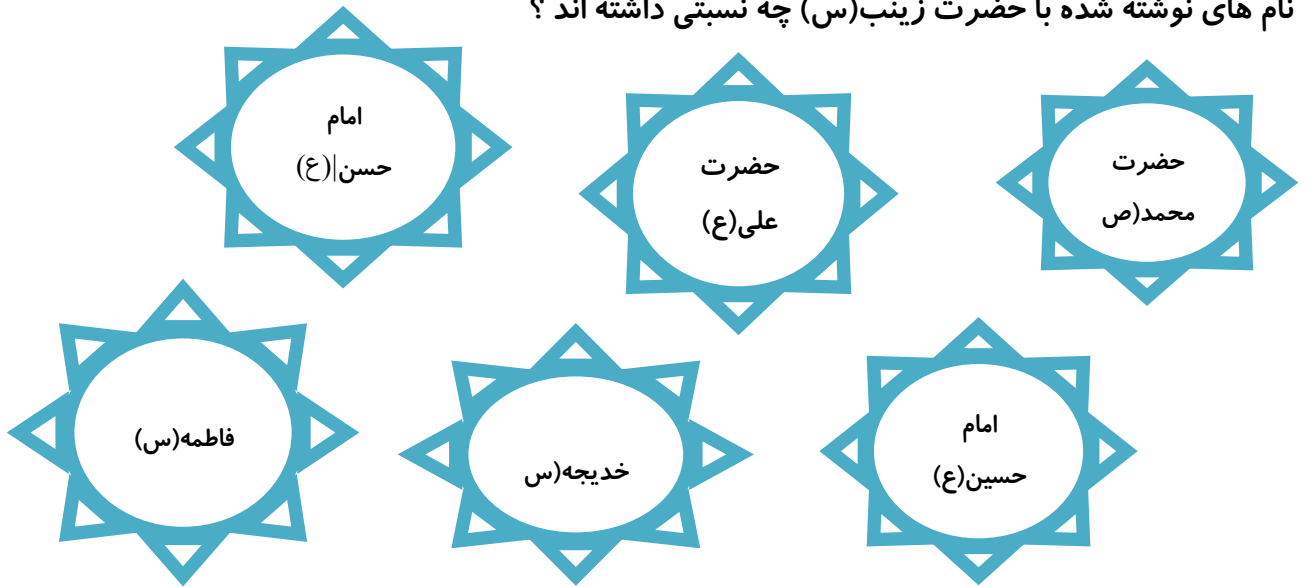 نام های نوشته شده با حضرت زینب(س) چه نسبتی داشته اند ؟
حضرت
محمد(ص
حضرت
علی(ع)
امام
حسن|(ع)
امام
حسین(ع)
خدیجه(س
فاطمه(س)